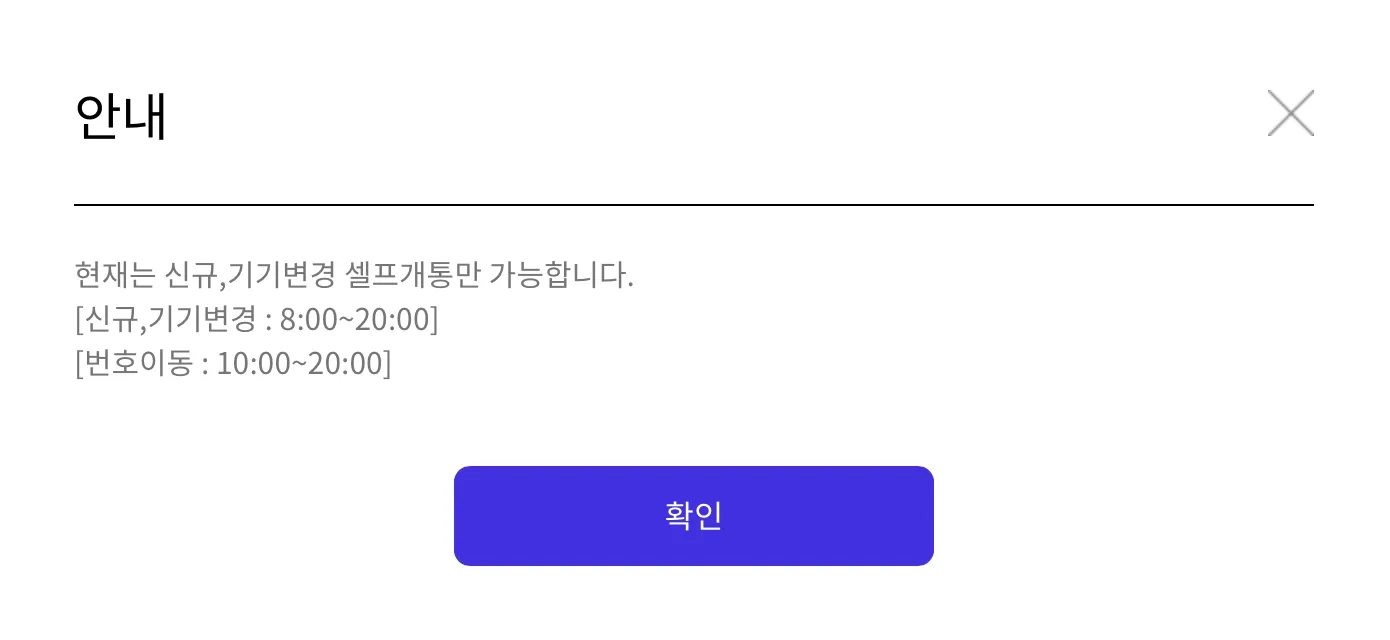 안내
현재는 신규,기기변경 셀프개통만 가능합니다.
[신규,기기변경 : 8:00~20:00]
[번호이동 : 10:00~20:00]
확인